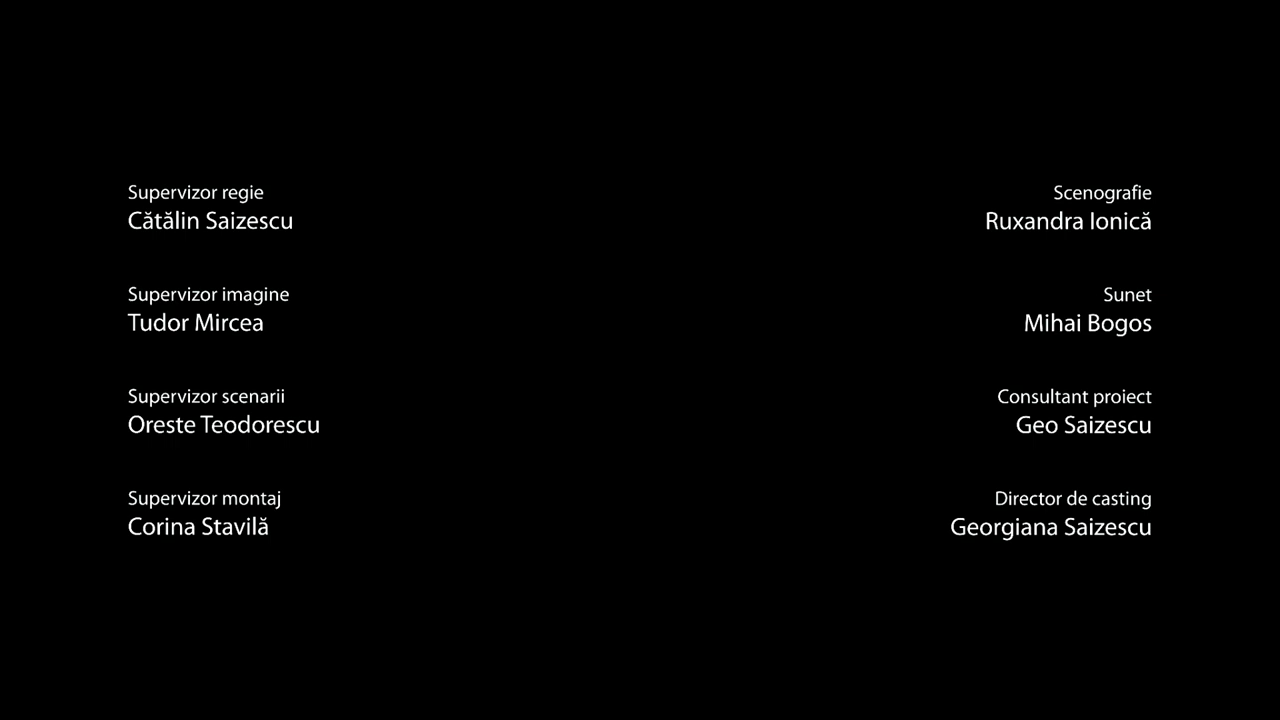 Supervizor regie
Cătălin Saizescu
Supervizor imagine
Tudor Mircea
Supervizor scenarii
Oreste Teodorescu
Supervizor montaj
Corina Stavilă
Scenografie
Ruxandra Ionică
Sunet
Mihai Bogos
Consultant proiect
Geo Saizescu
Director de casting
Georgiana Saizescu